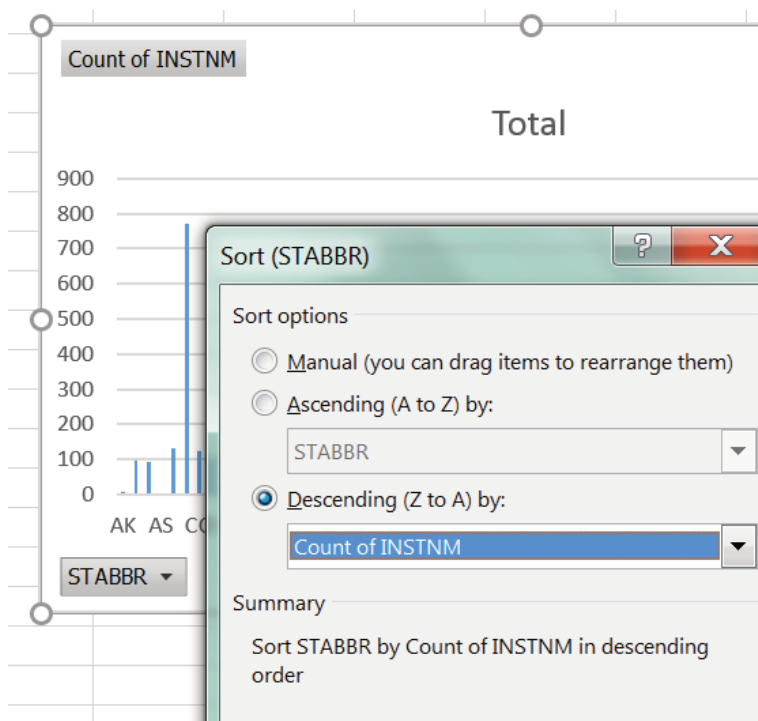 Count of INSTNM
Total
900
800
700
600
500
400
300
200
100
0
AK AS CO
STABBR
Sort (STABBR)
Sort options
Manual (you can drag items to rearrange them)
Ascending (A to Z) by:
STABBR
Descending (Z to A) by:
Count of INSTNM
Summary
Sort STABBR by Count of INSTNM in descending
order